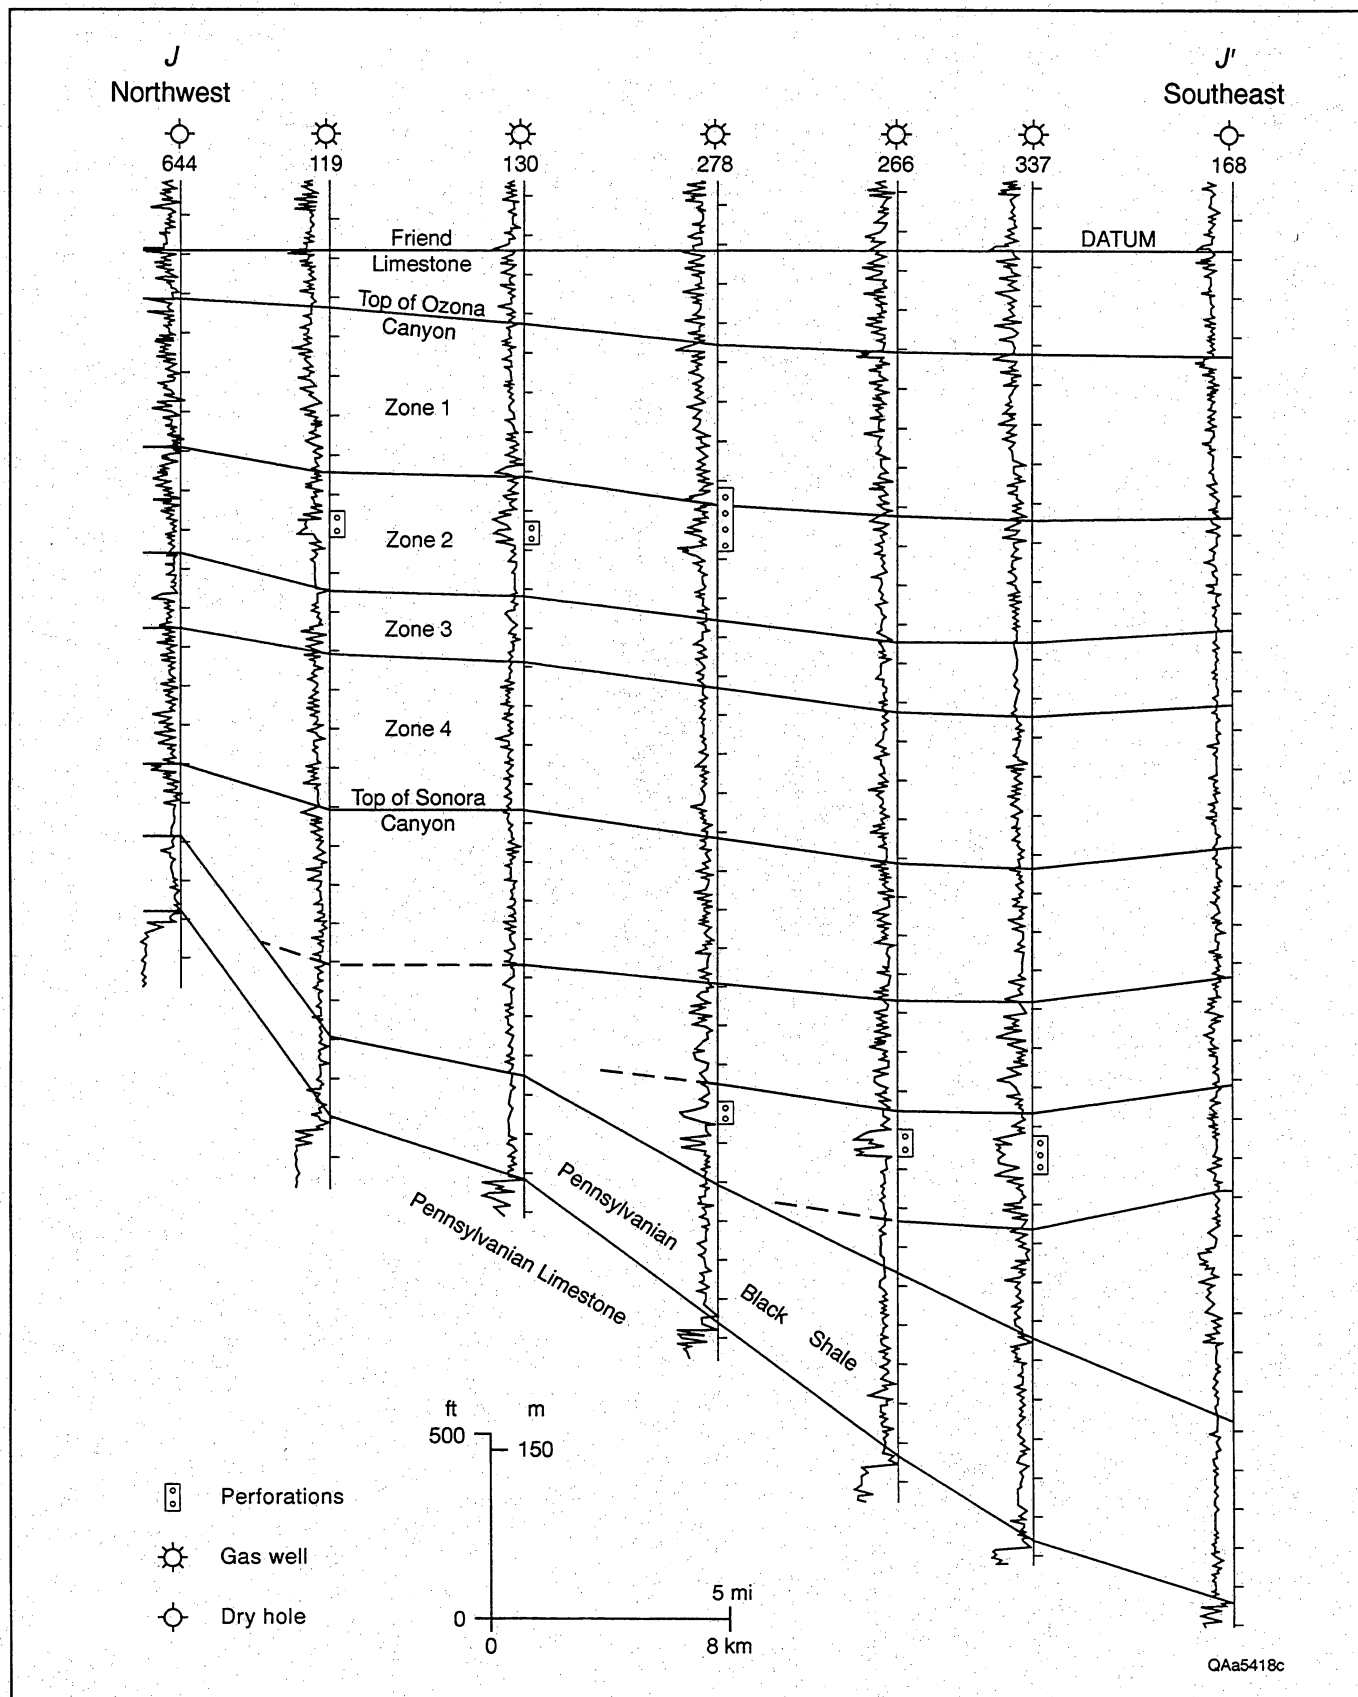 J
Northwest
J'
Southeast
644
119
130
278
266
337
168
Friend
Limestone
DATUM
Top of Ozona
Canyon
Zone 1
Zone 2
Zone 3
Zone 4
Top of Sonora
Canyon
Pennsylvanian Black Shale
Pennsylvanian Limestone
ft m
500 150
0
5 mi
0 8 km
Perforations
Gas well
Dry hole
QAa5418c